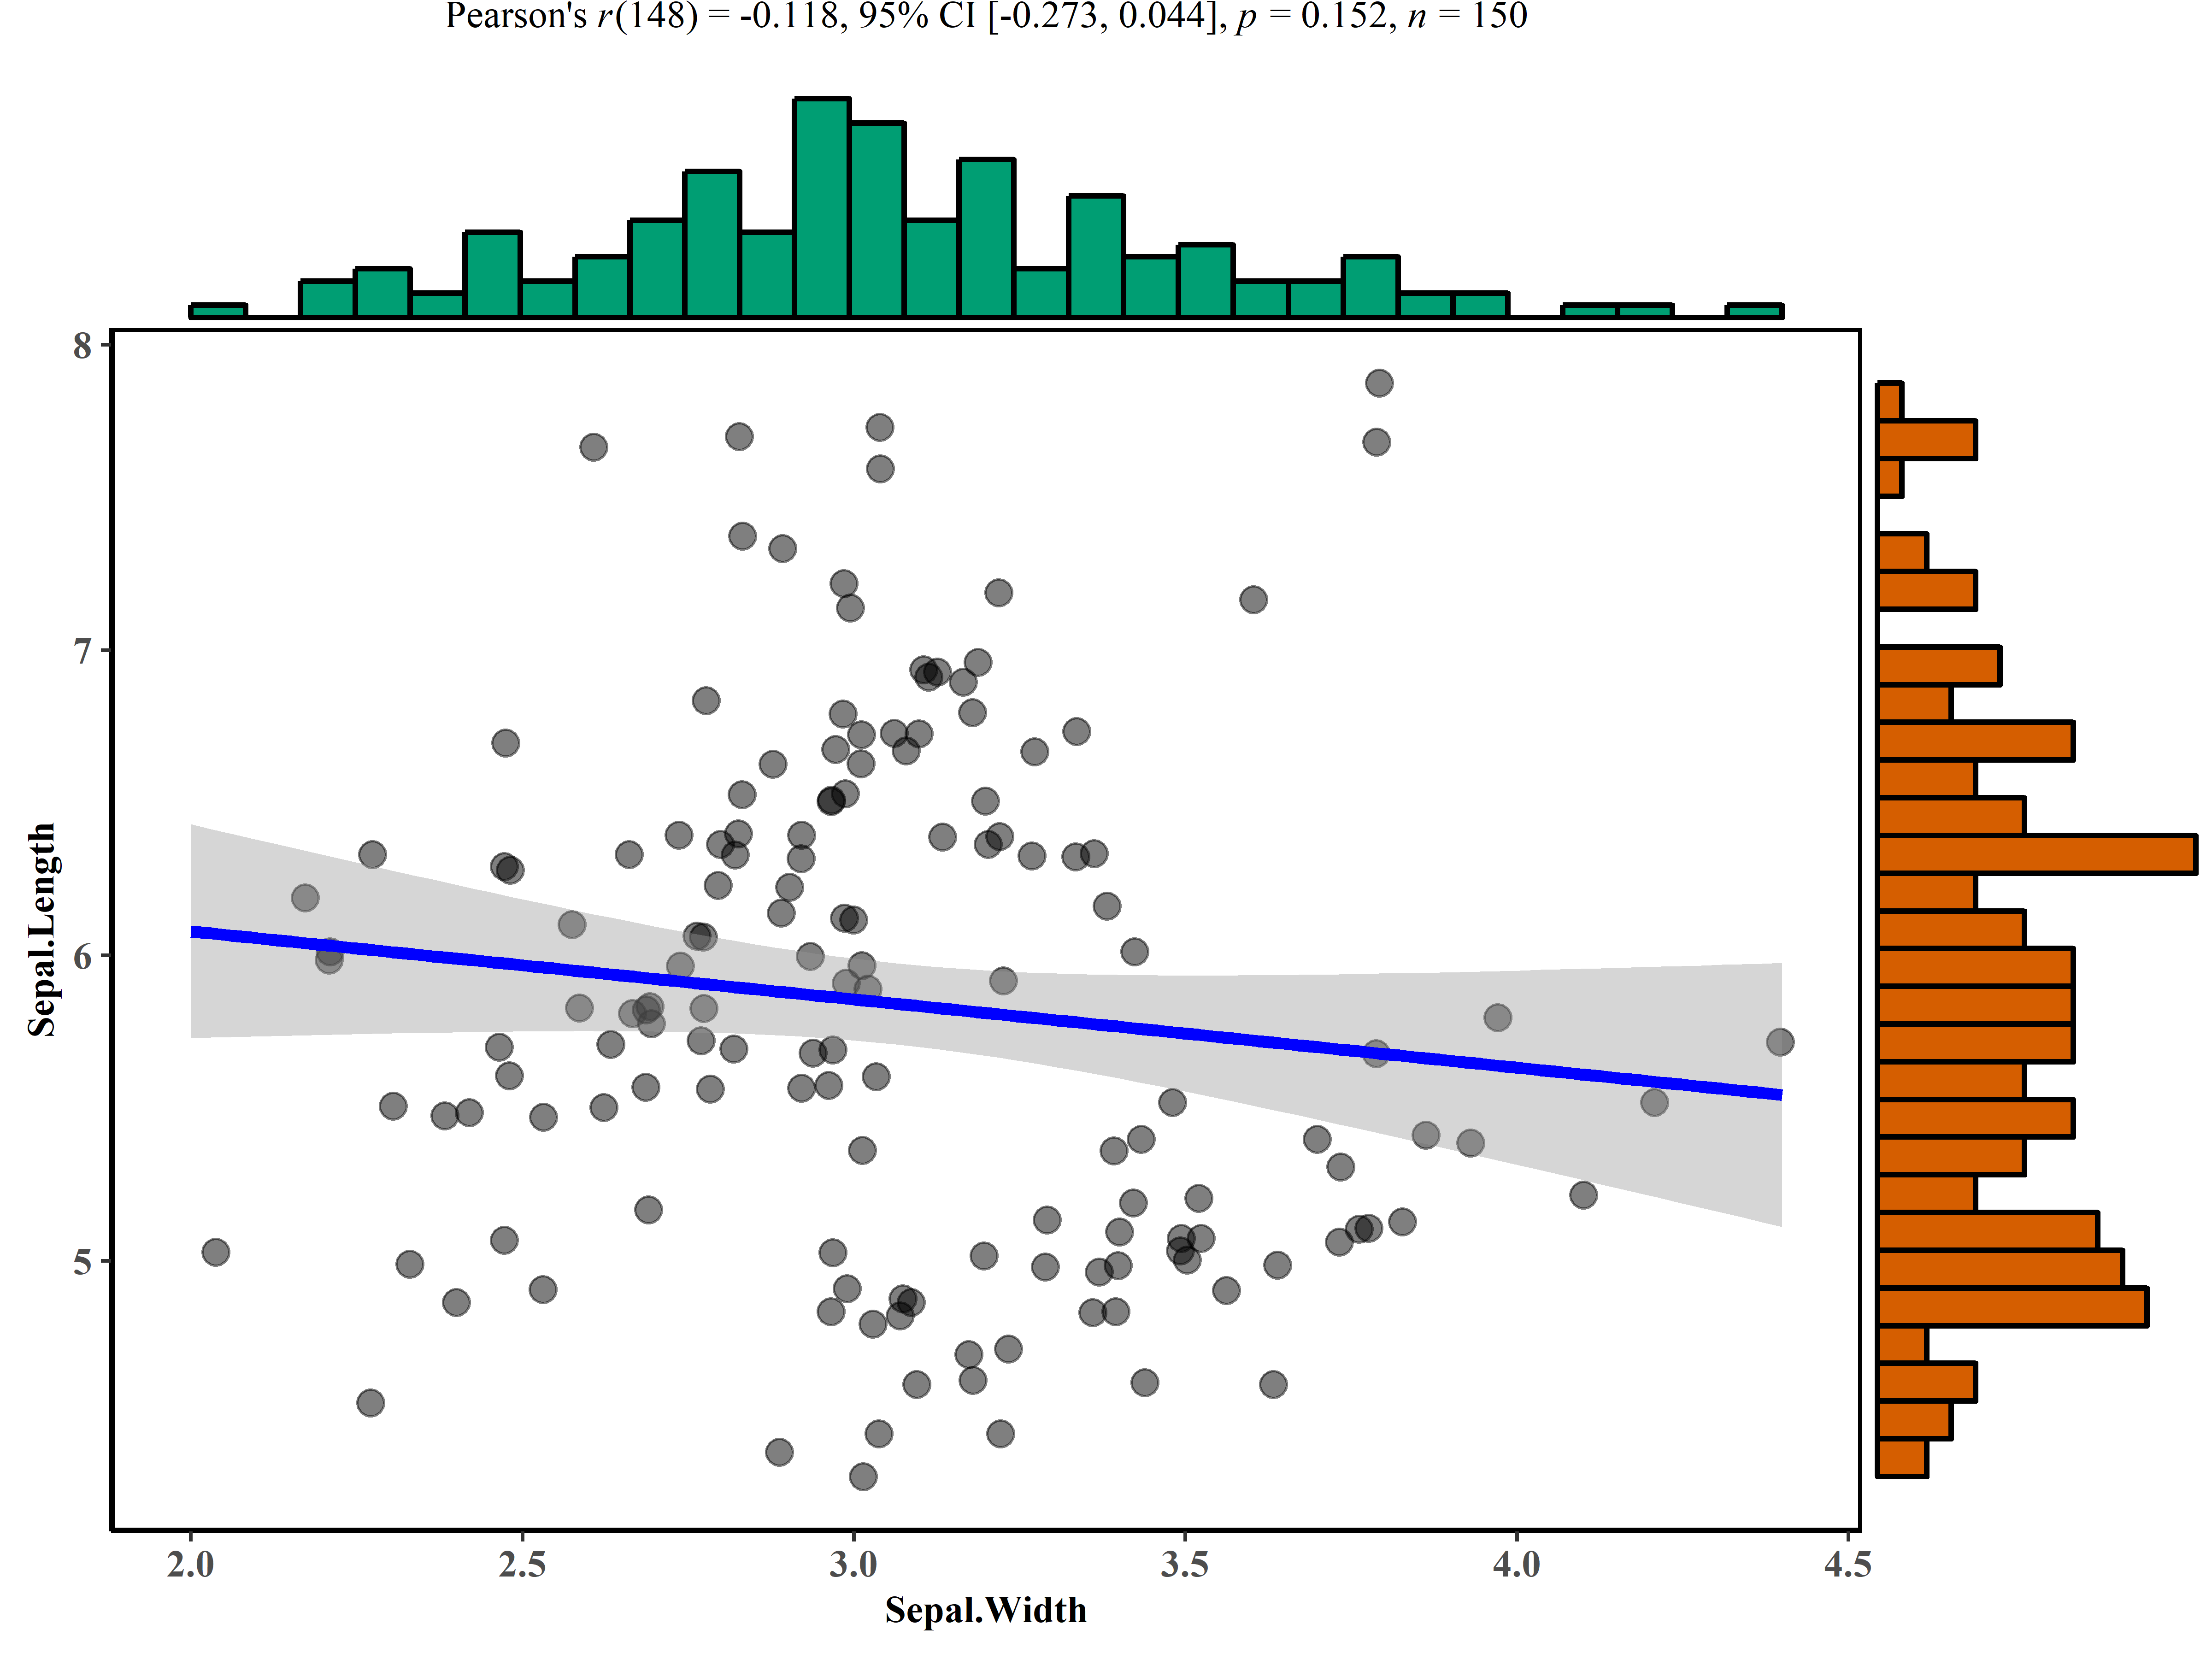 Pearson's r(148) = -0.118, 95% CI [-0.273, 0.044], p = 0.152, n = 150
8
7
6
5
Sepal.Length
2.0 2.5 3.0 3.5 4.0 4.5
Sepal.Width